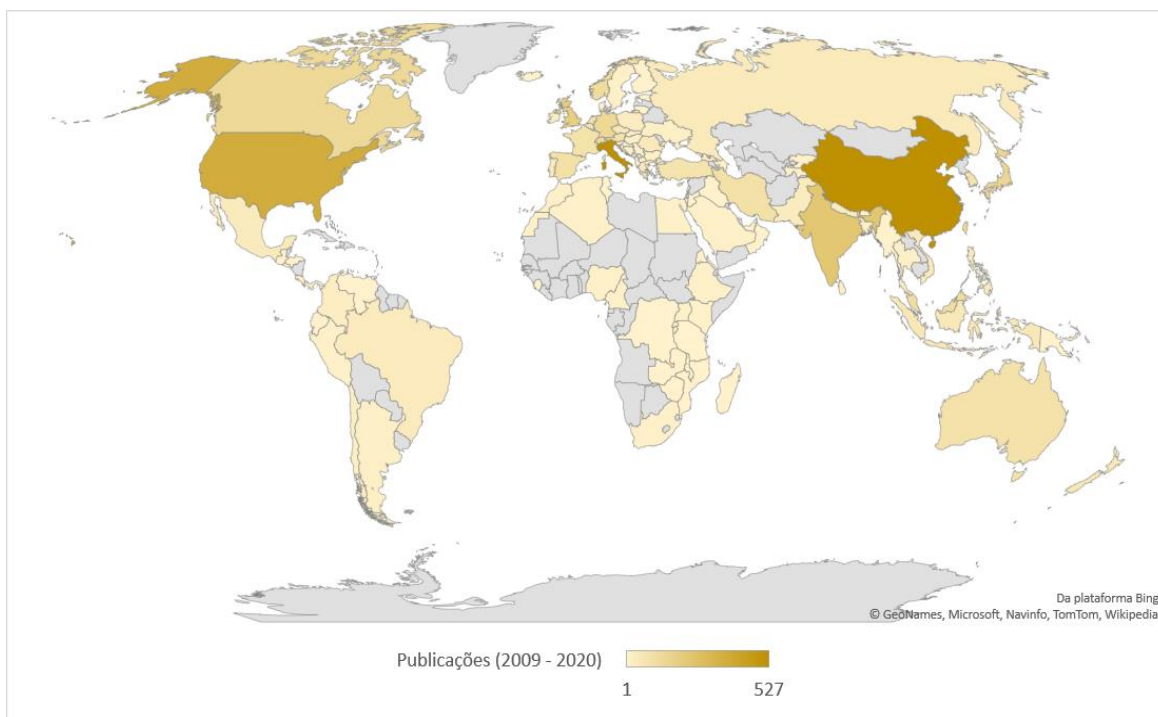 Da plataforma Bing
© GeoNames, Microsoft, Navinfo, TomTom, Wikipedia
Publicações (2009 - 2020)
1 527